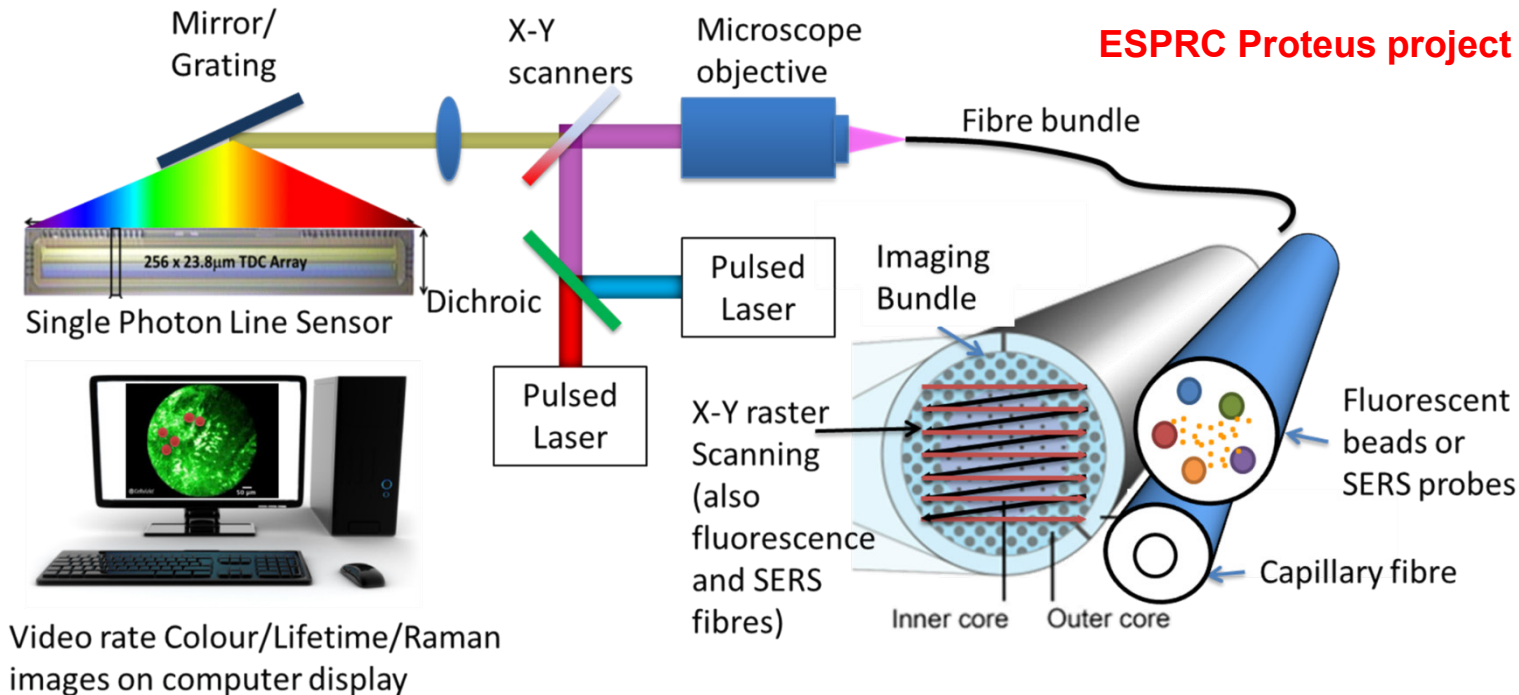 Mirror/
Grating
X-Y
scanners
Microscope
objective
ESPRC Proteus project
Fibre bundle
256 x 23.8µm TDC Array
Single Photon Line Sensor
Dichroic
Pulsed
Laser
Pulsed
Laser
Imaging
Bundle
X-Y raster
Scanning
(also
fluorescence
and SERS
fibres)
Fluorescent
beads or
SERS probes
Capillary fibre
Inner core
Outer core
50 µm
Video rate Colour/Lifetime/Raman
images on computer display